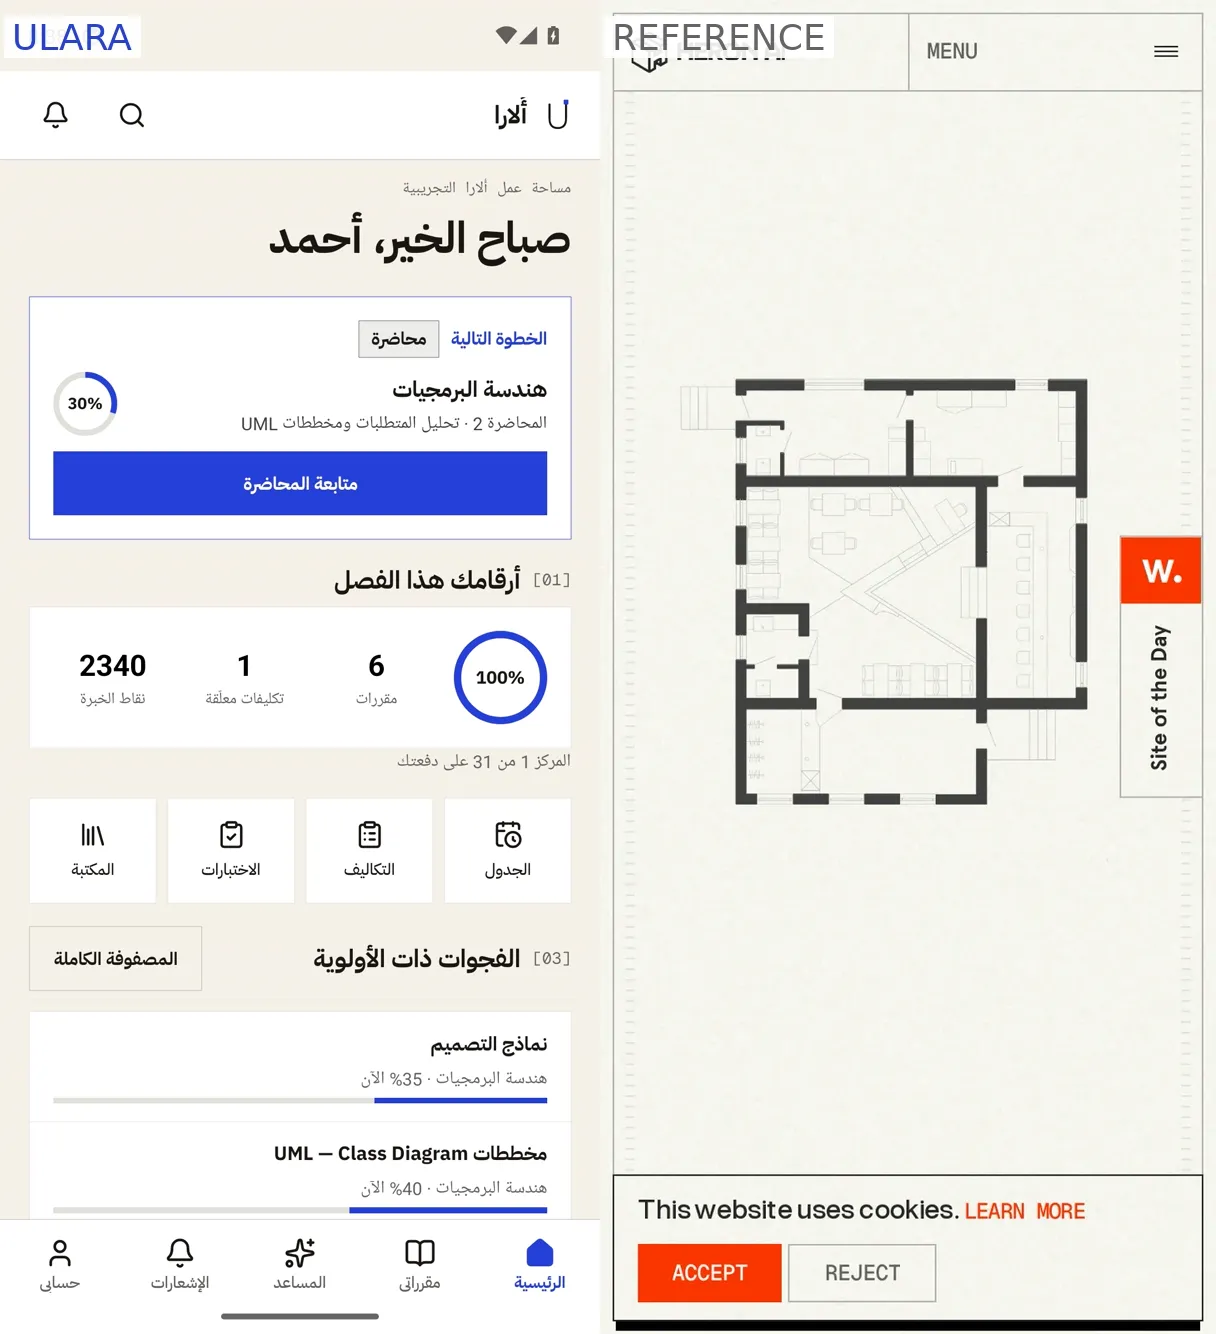 ULARA
ألارا
مساحة عمل ألارا التجريبية
صباح الخير، أحمد
الخطوة التالية
محاضرة
هندسة البرمجيات
المحاضرة 2 · تحليل المتطلبات ومخططات UML
30%
متابعة المحاضرة
[01] أرقامك هذا الفصل
100%
6
مقررات
1
تكليفات معلّقة
2340
نقاط الخبرة
المركز 1 من 31 على دفعتك
الجدول
التكاليف
الاختبارات
المكتبة
[03] الفجوات ذات الأولوية
المصفوفة الكاملة
نماذج التصميم
هندسة البرمجيات · 35% الآن
مخططات UML — Class Diagram
هندسة البرمجيات · 40% الآن
الرئيسية
مقرراتي
المساعد
الإشعارات
حسابي
REFERENCE
MENU
W.
Site of the Day
This website uses cookies. LEARN MORE
ACCEPT
REJECT